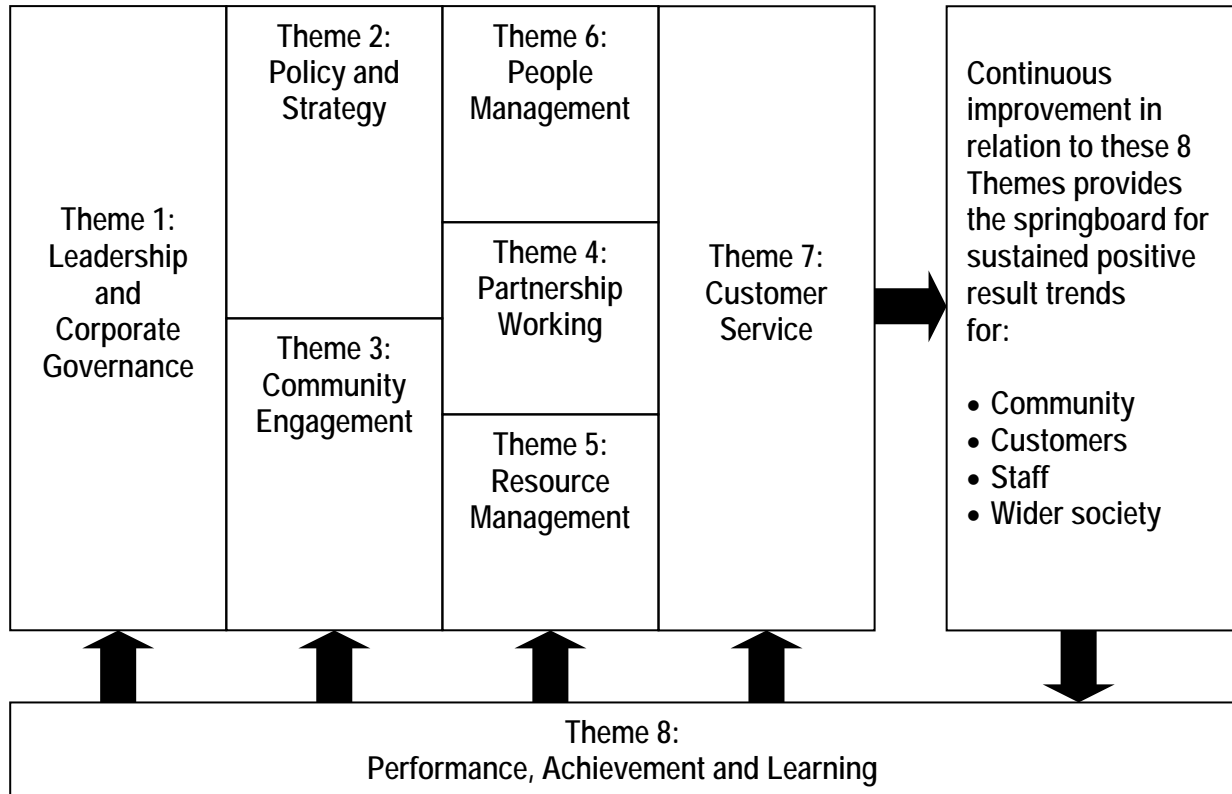 Theme 1:
Leadership
and
Corporate
Governance
Theme 2:
Policy and
Strategy
Theme 3:
Community
Engagement
Theme 6:
People
Management
Theme 4:
Partnership
Working
Theme 5:
Resource
Management
Theme 7:
Customer
Service
Continuous
improvement in
relation to these 8
Themes provides
the springboard for
sustained positive
result trends
for:
• Community
• Customers
• Staff
• Wider society
Theme 8:
Performance, Achievement and Learning